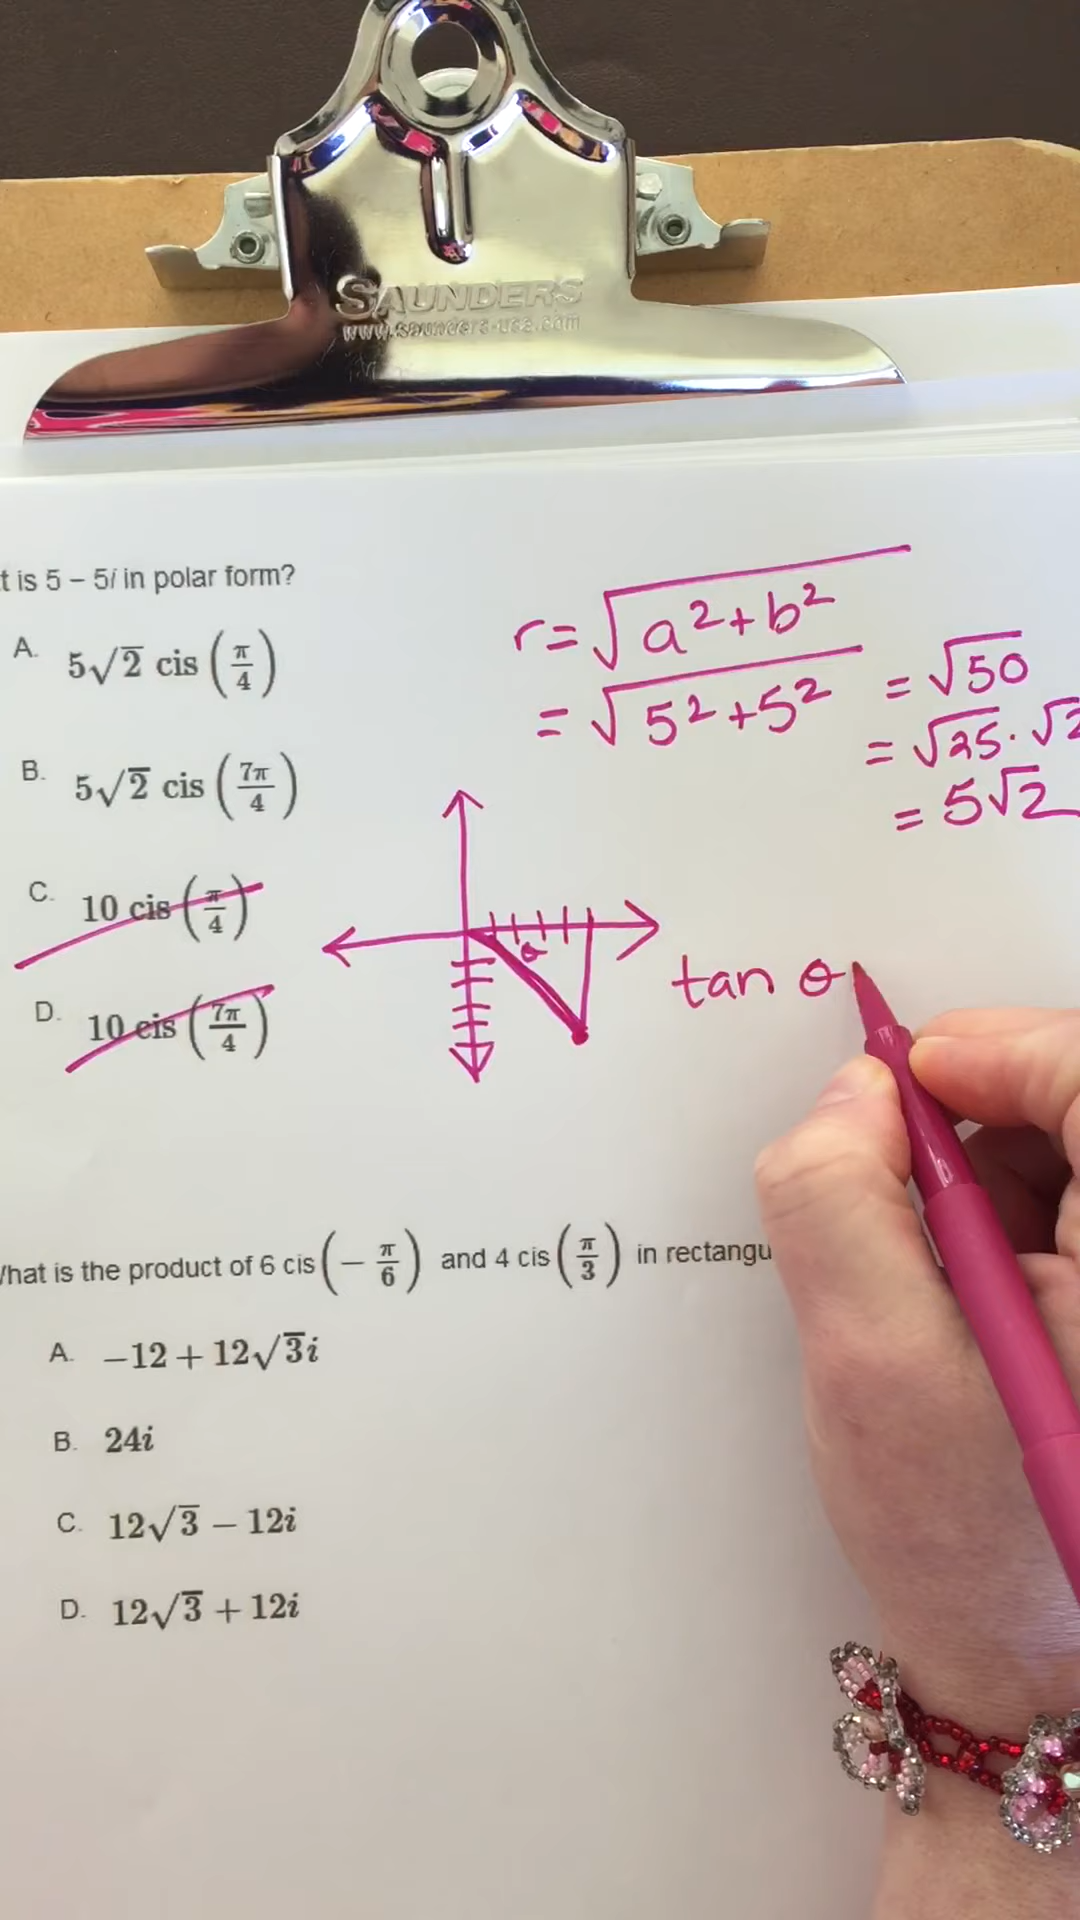 SAUNDERS
www.saunders-usa.com
t is 5 – 5i in polar form?
A. 5√2 cis (π/4)
B. 5√2 cis (7π/4)
C. 10 cis (π/4)
D. 10 cis (7π/4)
r = √a²+b²
= √5²+5²
= √50
= √25 · √2
= 5√2
θ
tan θ
What is the product of 6 cis (– π/6) and 4 cis (π/3) in rectangu
A. −12 + 12√3i
B. 24i
C. 12√3 − 12i
D. 12√3 + 12i